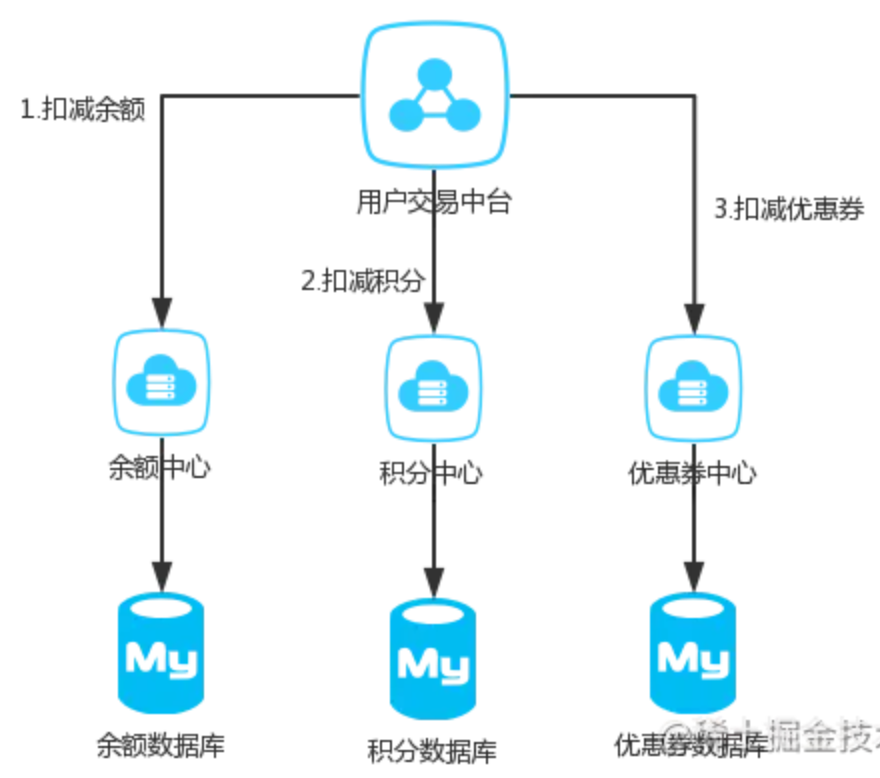 1.扣减余额
用户交易中台
3.扣减优惠券
2.扣减积分
余额中心
积分中心
优惠券中心
My
My
My
余额数据库
积分数据库
优惠券数据库
@稀土掘金技